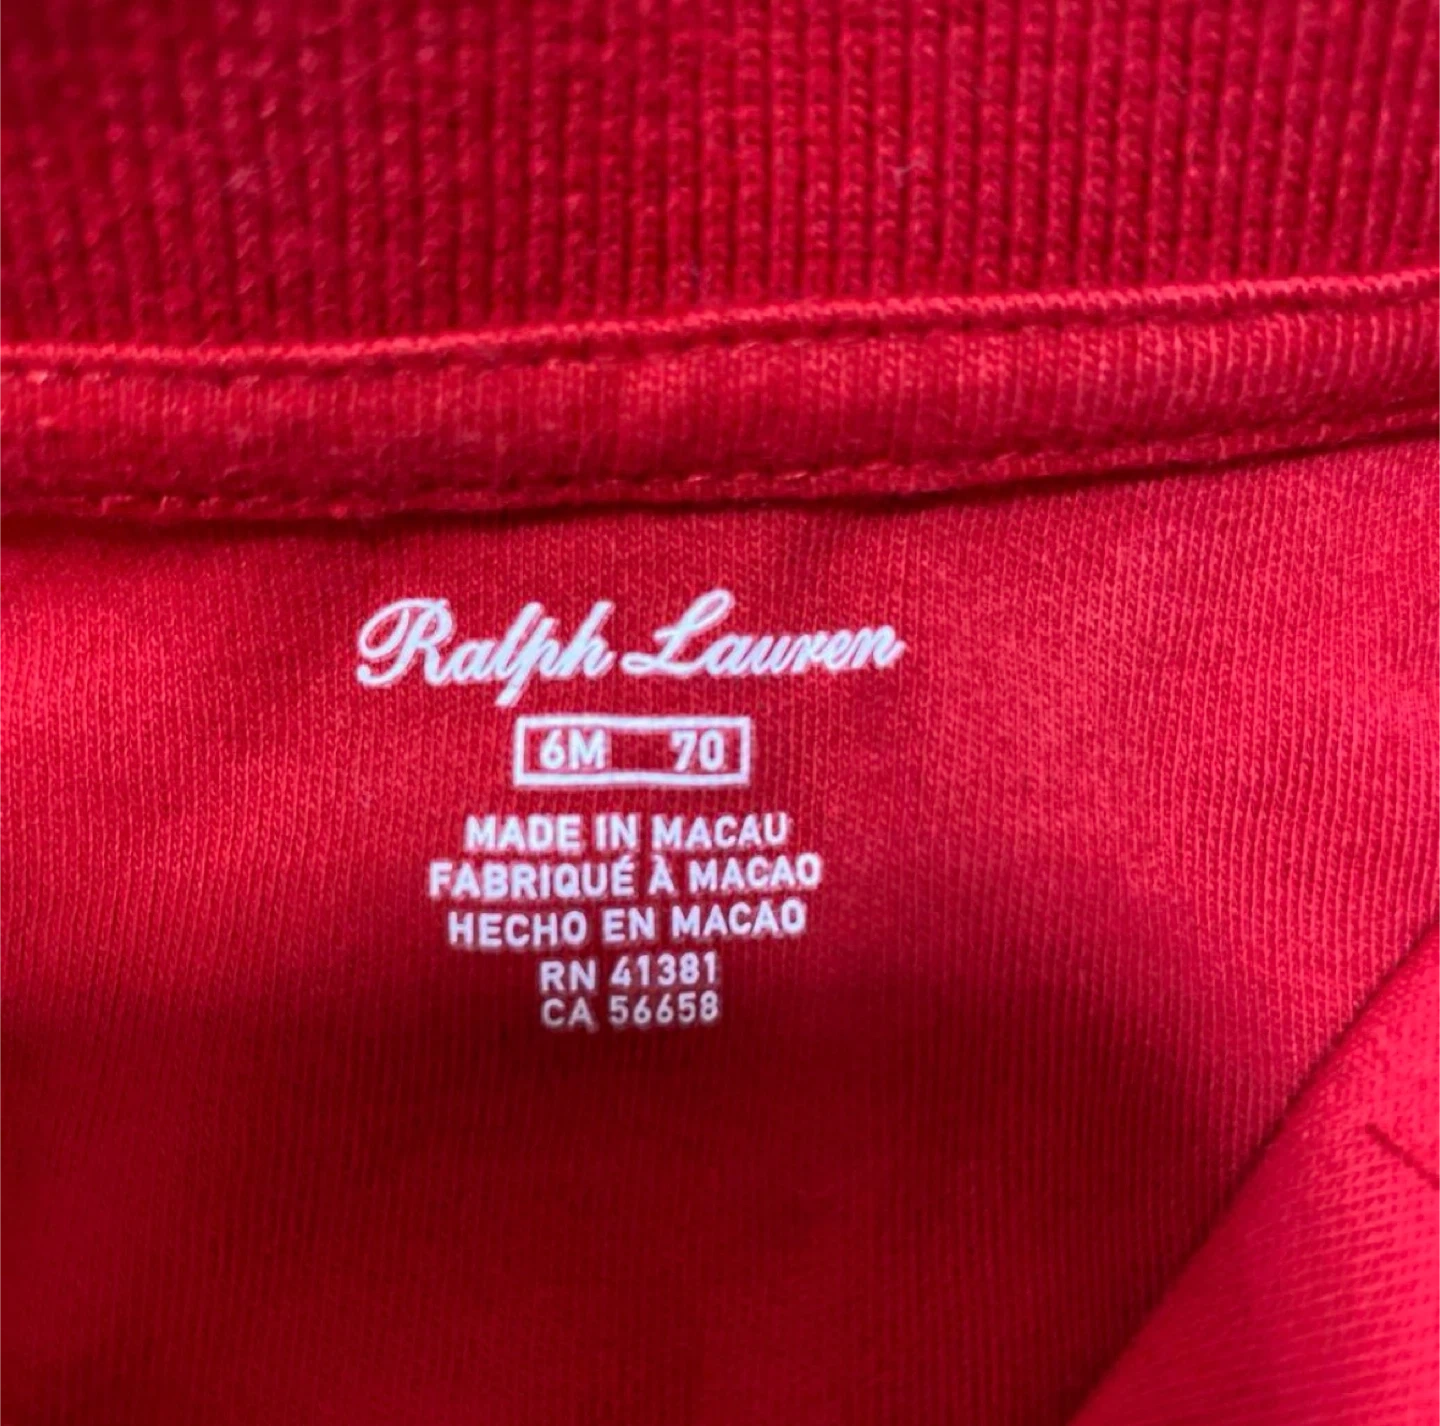 Ralph Lauren
6M 70
MADE IN MACAU
FABRIQUÉ À MACAO
HECHO EN MACAO
RN 41381
CA 56658